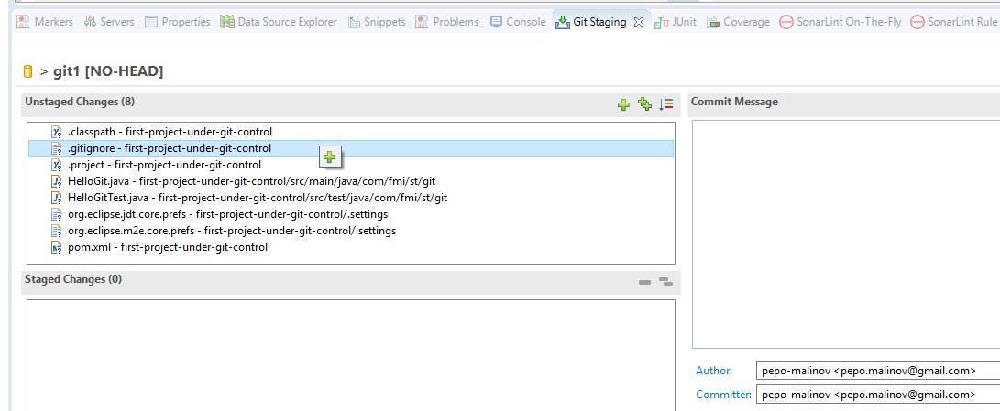 Markers Servers Properties Data Source Explorer Snippets Problems Console Git Staging JUnit Coverage SonarLint On-The-Fly SonarLint Rule
> git1 [NO-HEAD]
Unstaged Changes (8)
.classpath - first-project-under-git-control
.gitignore - first-project-under-git-control
.project - first-project-under-git-control
HelloGit.java - first-project-under-git-control/src/main/java/com/fmi/st/git
HelloGitTest.java - first-project-under-git-control/src/test/java/com/fmi/st/git
org.eclipse.jdt.core.prefs - first-project-under-git-control/.settings
org.eclipse.m2e.core.prefs - first-project-under-git-control/.settings
pom.xml - first-project-under-git-control
Staged Changes (0)
Commit Message
Author: pepo-malinov <pepo.malinov@gmail.com>
Committer: pepo-malinov <pepo.malinov@gmail.com>